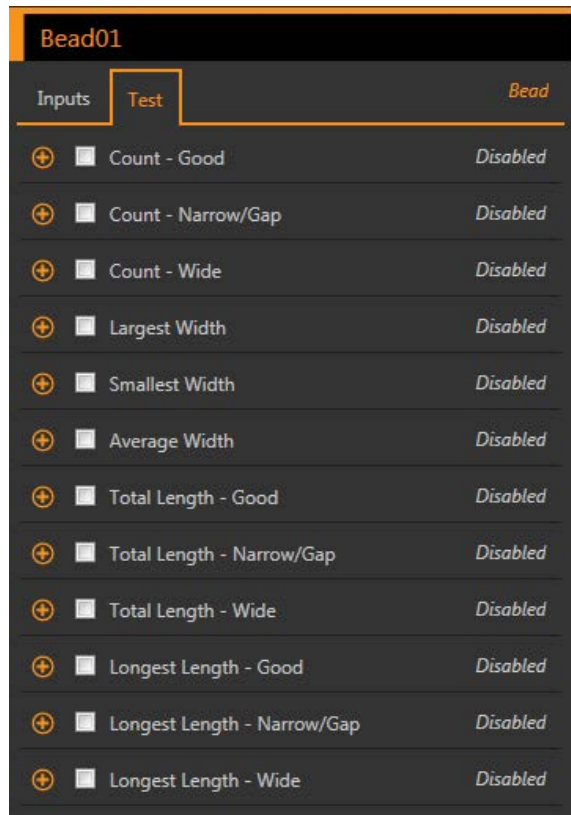 Bead01
Inputs Test Bead
Count - Good Disabled
Count - Narrow/Gap Disabled
Count - Wide Disabled
Largest Width Disabled
Smallest Width Disabled
Average Width Disabled
Total Length - Good Disabled
Total Length - Narrow/Gap Disabled
Total Length - Wide Disabled
Longest Length - Good Disabled
Longest Length - Narrow/Gap Disabled
Longest Length - Wide Disabled